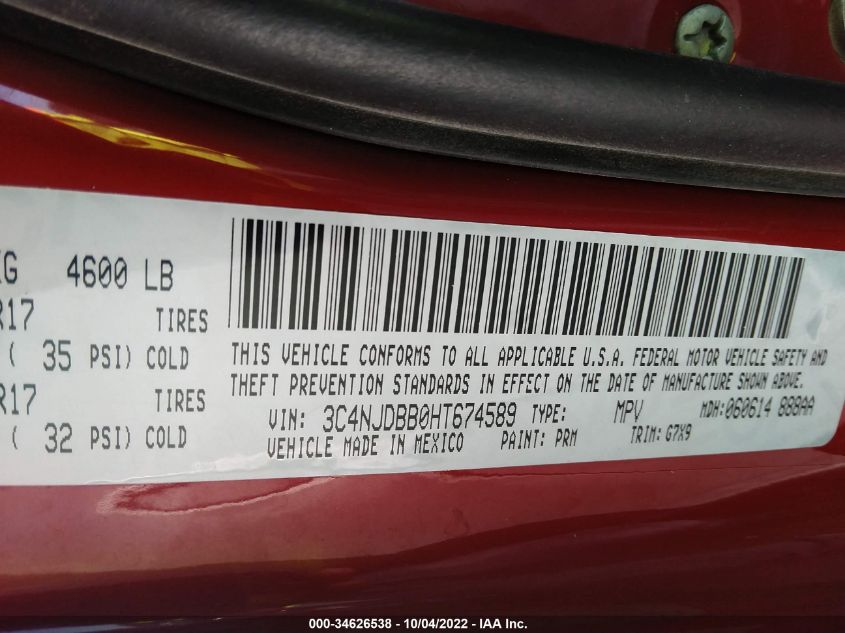 KG 4600 LB
R17 TIRES
( 35 PSI) COLD
R17 TIRES
( 32 PSI) COLD
THIS VEHICLE CONFORMS TO ALL APPLICABLE U.S.A. FEDERAL MOTOR VEHICLE SAFETY AND
THEFT PREVENTION STANDARDS IN EFFECT ON THE DATE OF MANUFACTURE SHOWN ABOVE.
VIN: 3C4NJDBB0HT674589 TYPE: MPV MDH:060614 888AA
VEHICLE MADE IN MEXICO PAINT: PRM TRIM: G7X9
000-34626538 - 10/04/2022 - IAA Inc.